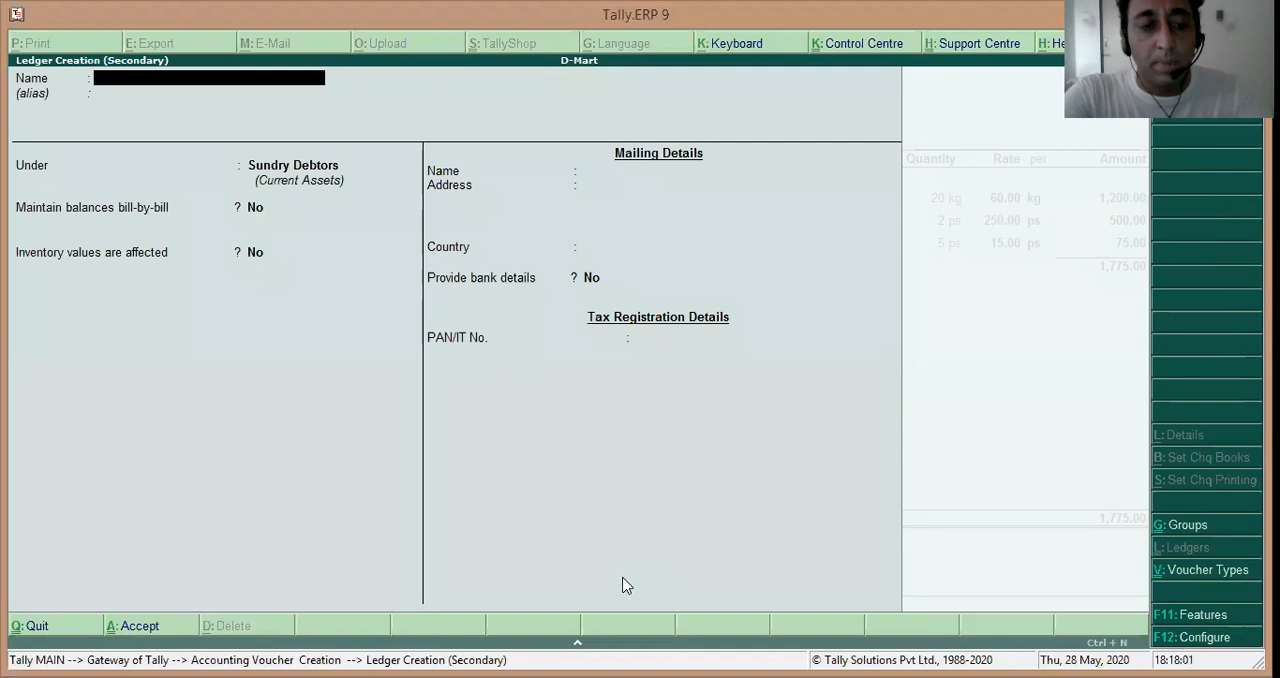 Tally.ERP 9
P: Print E: Export M: E-Mail O: Upload S: TallyShop G: Language K: Keyboard K: Control Centre H: Support Centre H: He
Ledger Creation (Secondary) D-Mart
Name :
(alias) :
Under : Sundry Debtors
(Current Assets)
Maintain balances bill-by-bill ? No
Inventory values are affected ? No
Mailing Details
Name :
Address :
Country :
Provide bank details ? No
Tax Registration Details
PAN/IT No. :
Quantity Rate per Amount
20 kg 60.00 kg 1,200.00
2 ps 250.00 ps 500.00
5 ps 15.00 ps 75.00
1,775.00
1,775.00
L: Details
B: Set Chq Books
S: Set Chq Printing
G: Groups
L: Ledgers
V: Voucher Types
F11: Features
F12: Configure
Q: Quit A: Accept D: Delete
Ctrl + N
Tally MAIN --> Gateway of Tally --> Accounting Voucher Creation --> Ledger Creation (Secondary) © Tally Solutions Pvt Ltd., 1988-2020 Thu, 28 May, 2020 18:18:01